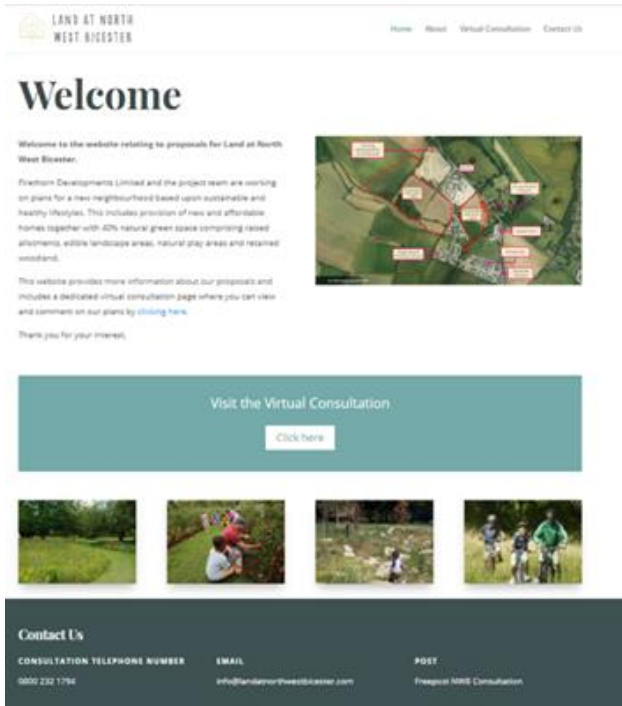 LAND AT NORTH
WEST BICESTER
Home About Virtual Consultation Contact Us
Welcome
Welcome to the website relating to proposals for Land at North
West Bicester.
Firethorn Developments Limited and the project team are working
on plans for a new neighbourhood based upon sustainable and
healthy lifestyles. This includes provision of new and affordable
homes together with 40% natural green space comprising raised
allotments, edible landscape areas, natural play areas and retained
woodland.
This website provides more information about our proposals and
includes a dedicated virtual consultation page where you can view
and comment on our plans by clicking here.
Thank you for your interest.
Visit the Virtual Consultation
Click here
Contact Us
CONSULTATION TELEPHONE NUMBER EMAIL POST
0800 232 1794 info@landatnorthwestbicester.com Freepost NWB Consultation